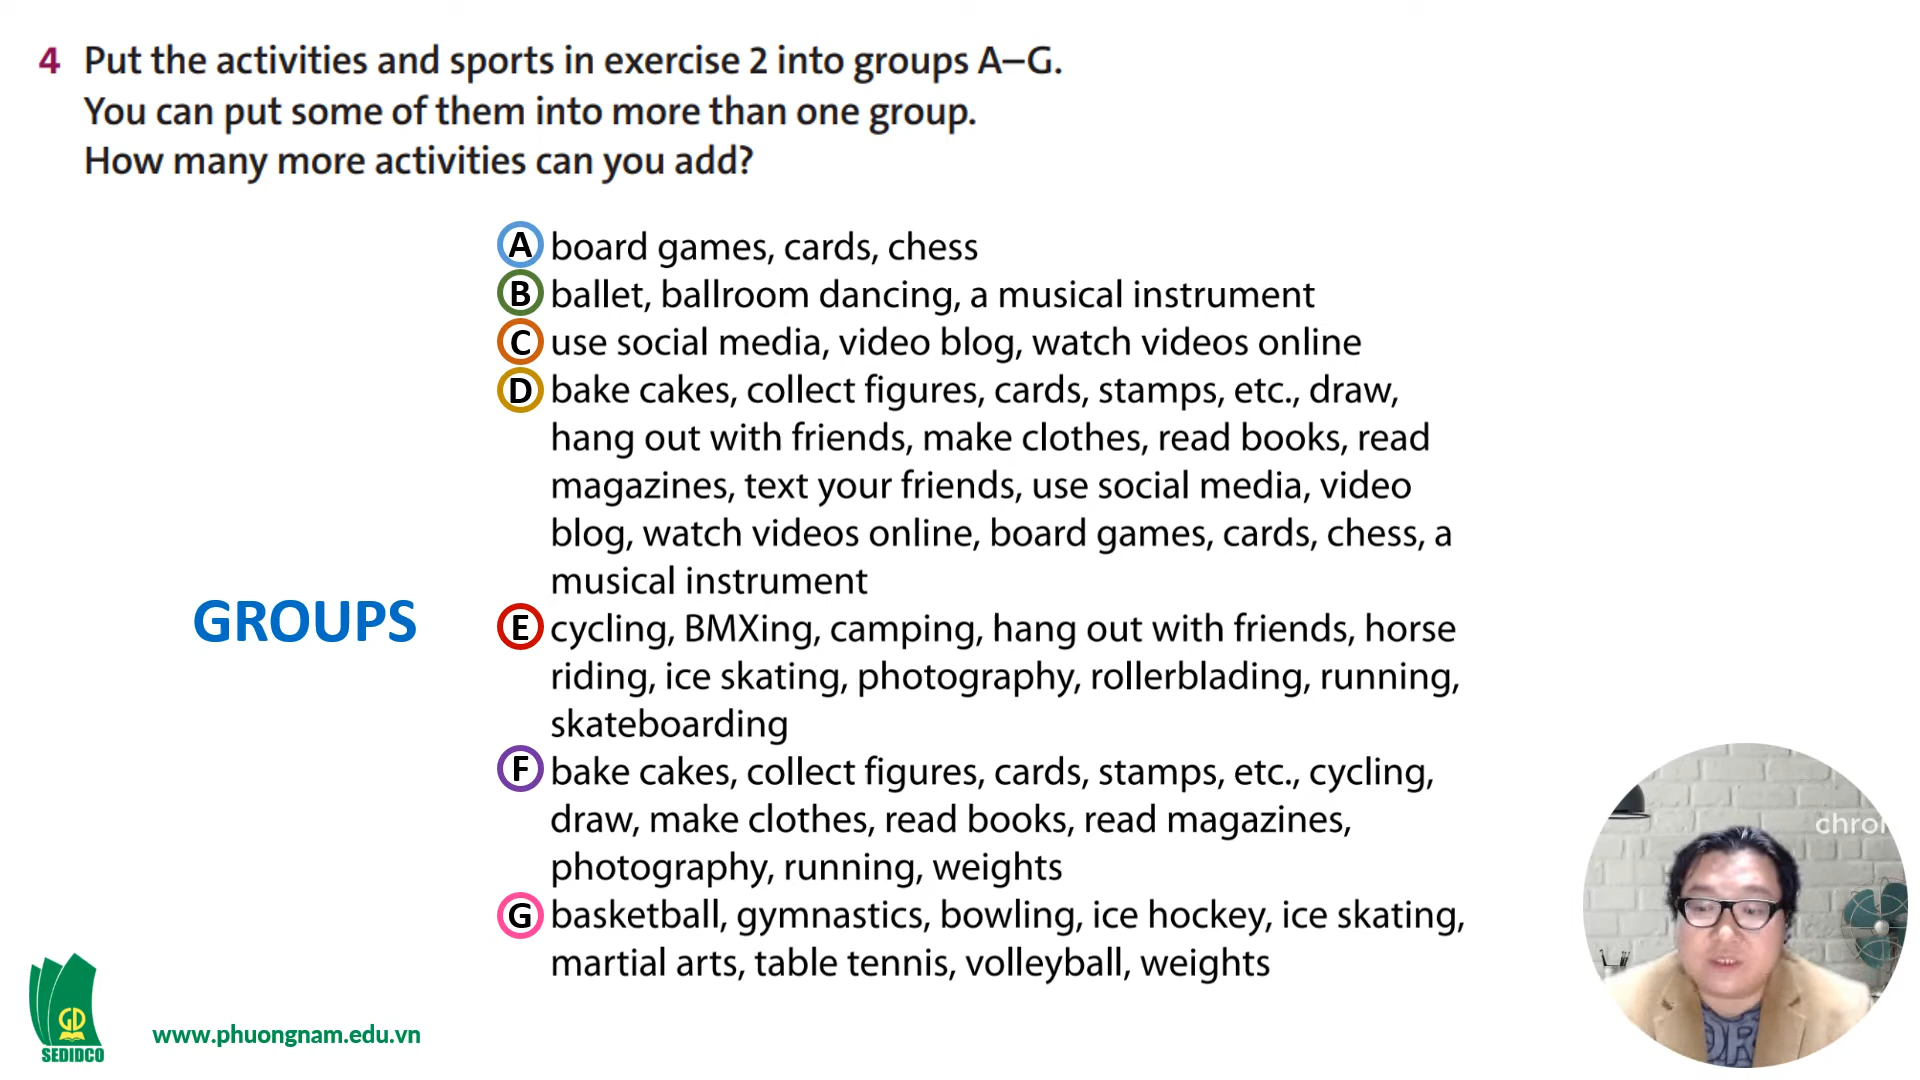 4 Put the activities and sports in exercise 2 into groups A–G.
You can put some of them into more than one group.
How many more activities can you add?
A board games, cards, chess
B ballet, ballroom dancing, a musical instrument
C use social media, video blog, watch videos online
D bake cakes, collect figures, cards, stamps, etc., draw,
hang out with friends, make clothes, read books, read
magazines, text your friends, use social media, video
blog, watch videos online, board games, cards, chess, a
musical instrument
GROUPS
E cycling, BMXing, camping, hang out with friends, horse
riding, ice skating, photography, rollerblading, running,
skateboarding
F bake cakes, collect figures, cards, stamps, etc., cycling,
draw, make clothes, read books, read magazines,
photography, running, weights
G basketball, gymnastics, bowling, ice hockey, ice skating,
martial arts, table tennis, volleyball, weights
GD
SEDIDCO
www.phuongnam.edu.vn